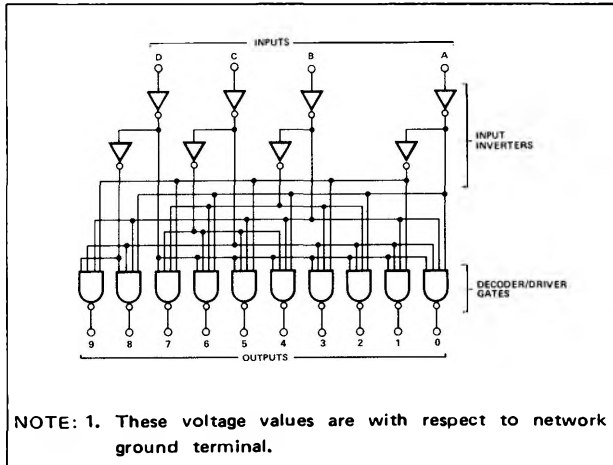 INPUTS
D C B A
INPUT
INVERTERS
DECODER/DRIVER
GATES
9 8 7 6 5 4 3 2 1 0
OUTPUTS
NOTE: 1. These voltage values are with respect to network
ground terminal.